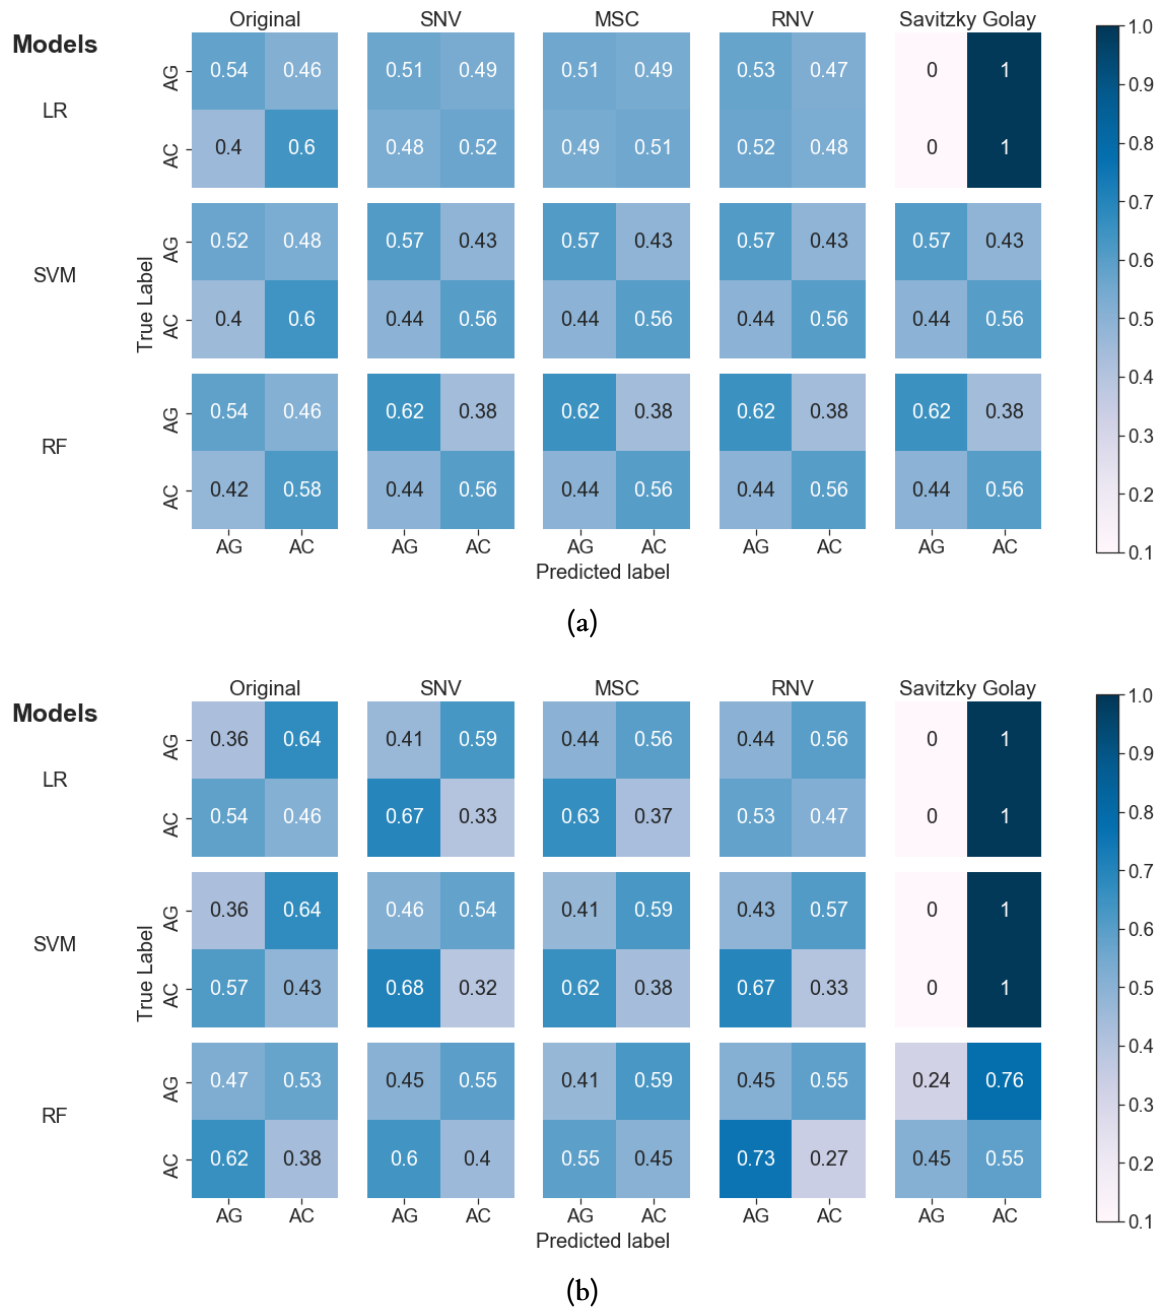 Original SNV MSC RNV Savitzky Golay
Models
LR
SVM
RF
True Label
AG 0.54 0.46 0.51 0.49 0.51 0.49 0.53 0.47 0 1
AC 0.4 0.6 0.48 0.52 0.49 0.51 0.52 0.48 0 1
AG 0.52 0.48 0.57 0.43 0.57 0.43 0.57 0.43 0.57 0.43
AC 0.4 0.6 0.44 0.56 0.44 0.56 0.44 0.56 0.44 0.56
AG 0.54 0.46 0.62 0.38 0.62 0.38 0.62 0.38 0.62 0.38
AC 0.42 0.58 0.44 0.56 0.44 0.56 0.44 0.56 0.44 0.56
AG AC AG AC AG AC AG AC AG AC
Predicted label
1.0
0.9
0.8
0.7
0.6
0.5
0.4
0.3
0.2
0.1
(a)
Original SNV MSC RNV Savitzky Golay
Models
LR
SVM
RF
True Label
AG 0.36 0.64 0.41 0.59 0.44 0.56 0.44 0.56 0 1
AC 0.54 0.46 0.67 0.33 0.63 0.37 0.53 0.47 0 1
AG 0.36 0.64 0.46 0.54 0.41 0.59 0.43 0.57 0 1
AC 0.57 0.43 0.68 0.32 0.62 0.38 0.67 0.33 0 1
AG 0.47 0.53 0.45 0.55 0.41 0.59 0.45 0.55 0.24 0.76
AC 0.62 0.38 0.6 0.4 0.55 0.45 0.73 0.27 0.45 0.55
AG AC AG AC AG AC AG AC AG AC
Predicted label
1.0
0.9
0.8
0.7
0.6
0.5
0.4
0.3
0.2
0.1
(b)